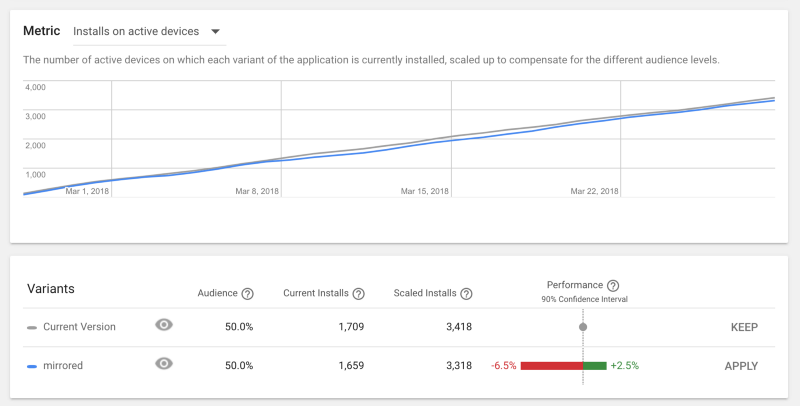 Metric Installs on active devices
The number of active devices on which each variant of the application is currently installed, scaled up to compensate for the different audience levels.
4,000
3,000
2,000
1,000
Mar 1, 2018 Mar 8, 2018 Mar 15, 2018 Mar 22, 2018
Variants Audience ? Current Installs ? Scaled Installs ? Performance ?
90% Confidence Interval
Current Version 50.0% 1,709 3,418 KEEP
mirrored 50.0% 1,659 3,318 -6.5% +2.5% APPLY